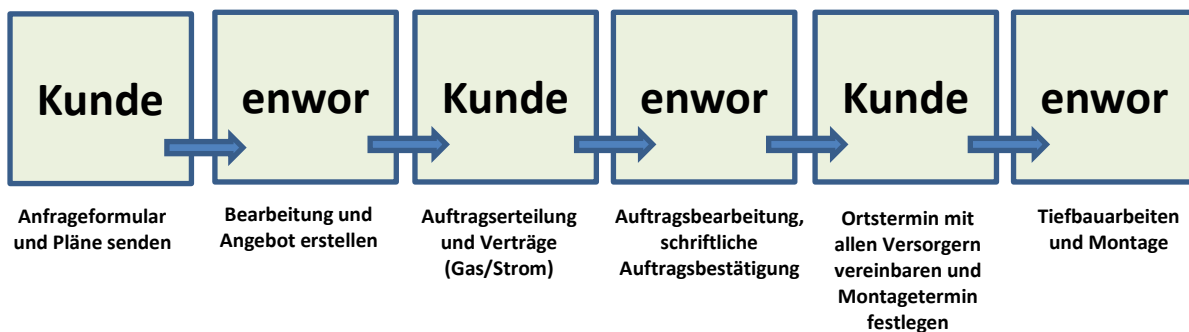 Kunde
enwor
Kunde
enwor
Kunde
enwor
Anfrageformular
und Pläne senden
Bearbeitung und
Angebot erstellen
Auftragserteilung
und Verträge
(Gas/Strom)
Auftragsbearbeitung,
schriftliche
Auftragsbestätigung
Ortstermin mit
allen Versorgern
vereinbaren und
Montagetermin
festlegen
Tiefbauarbeiten
und Montage